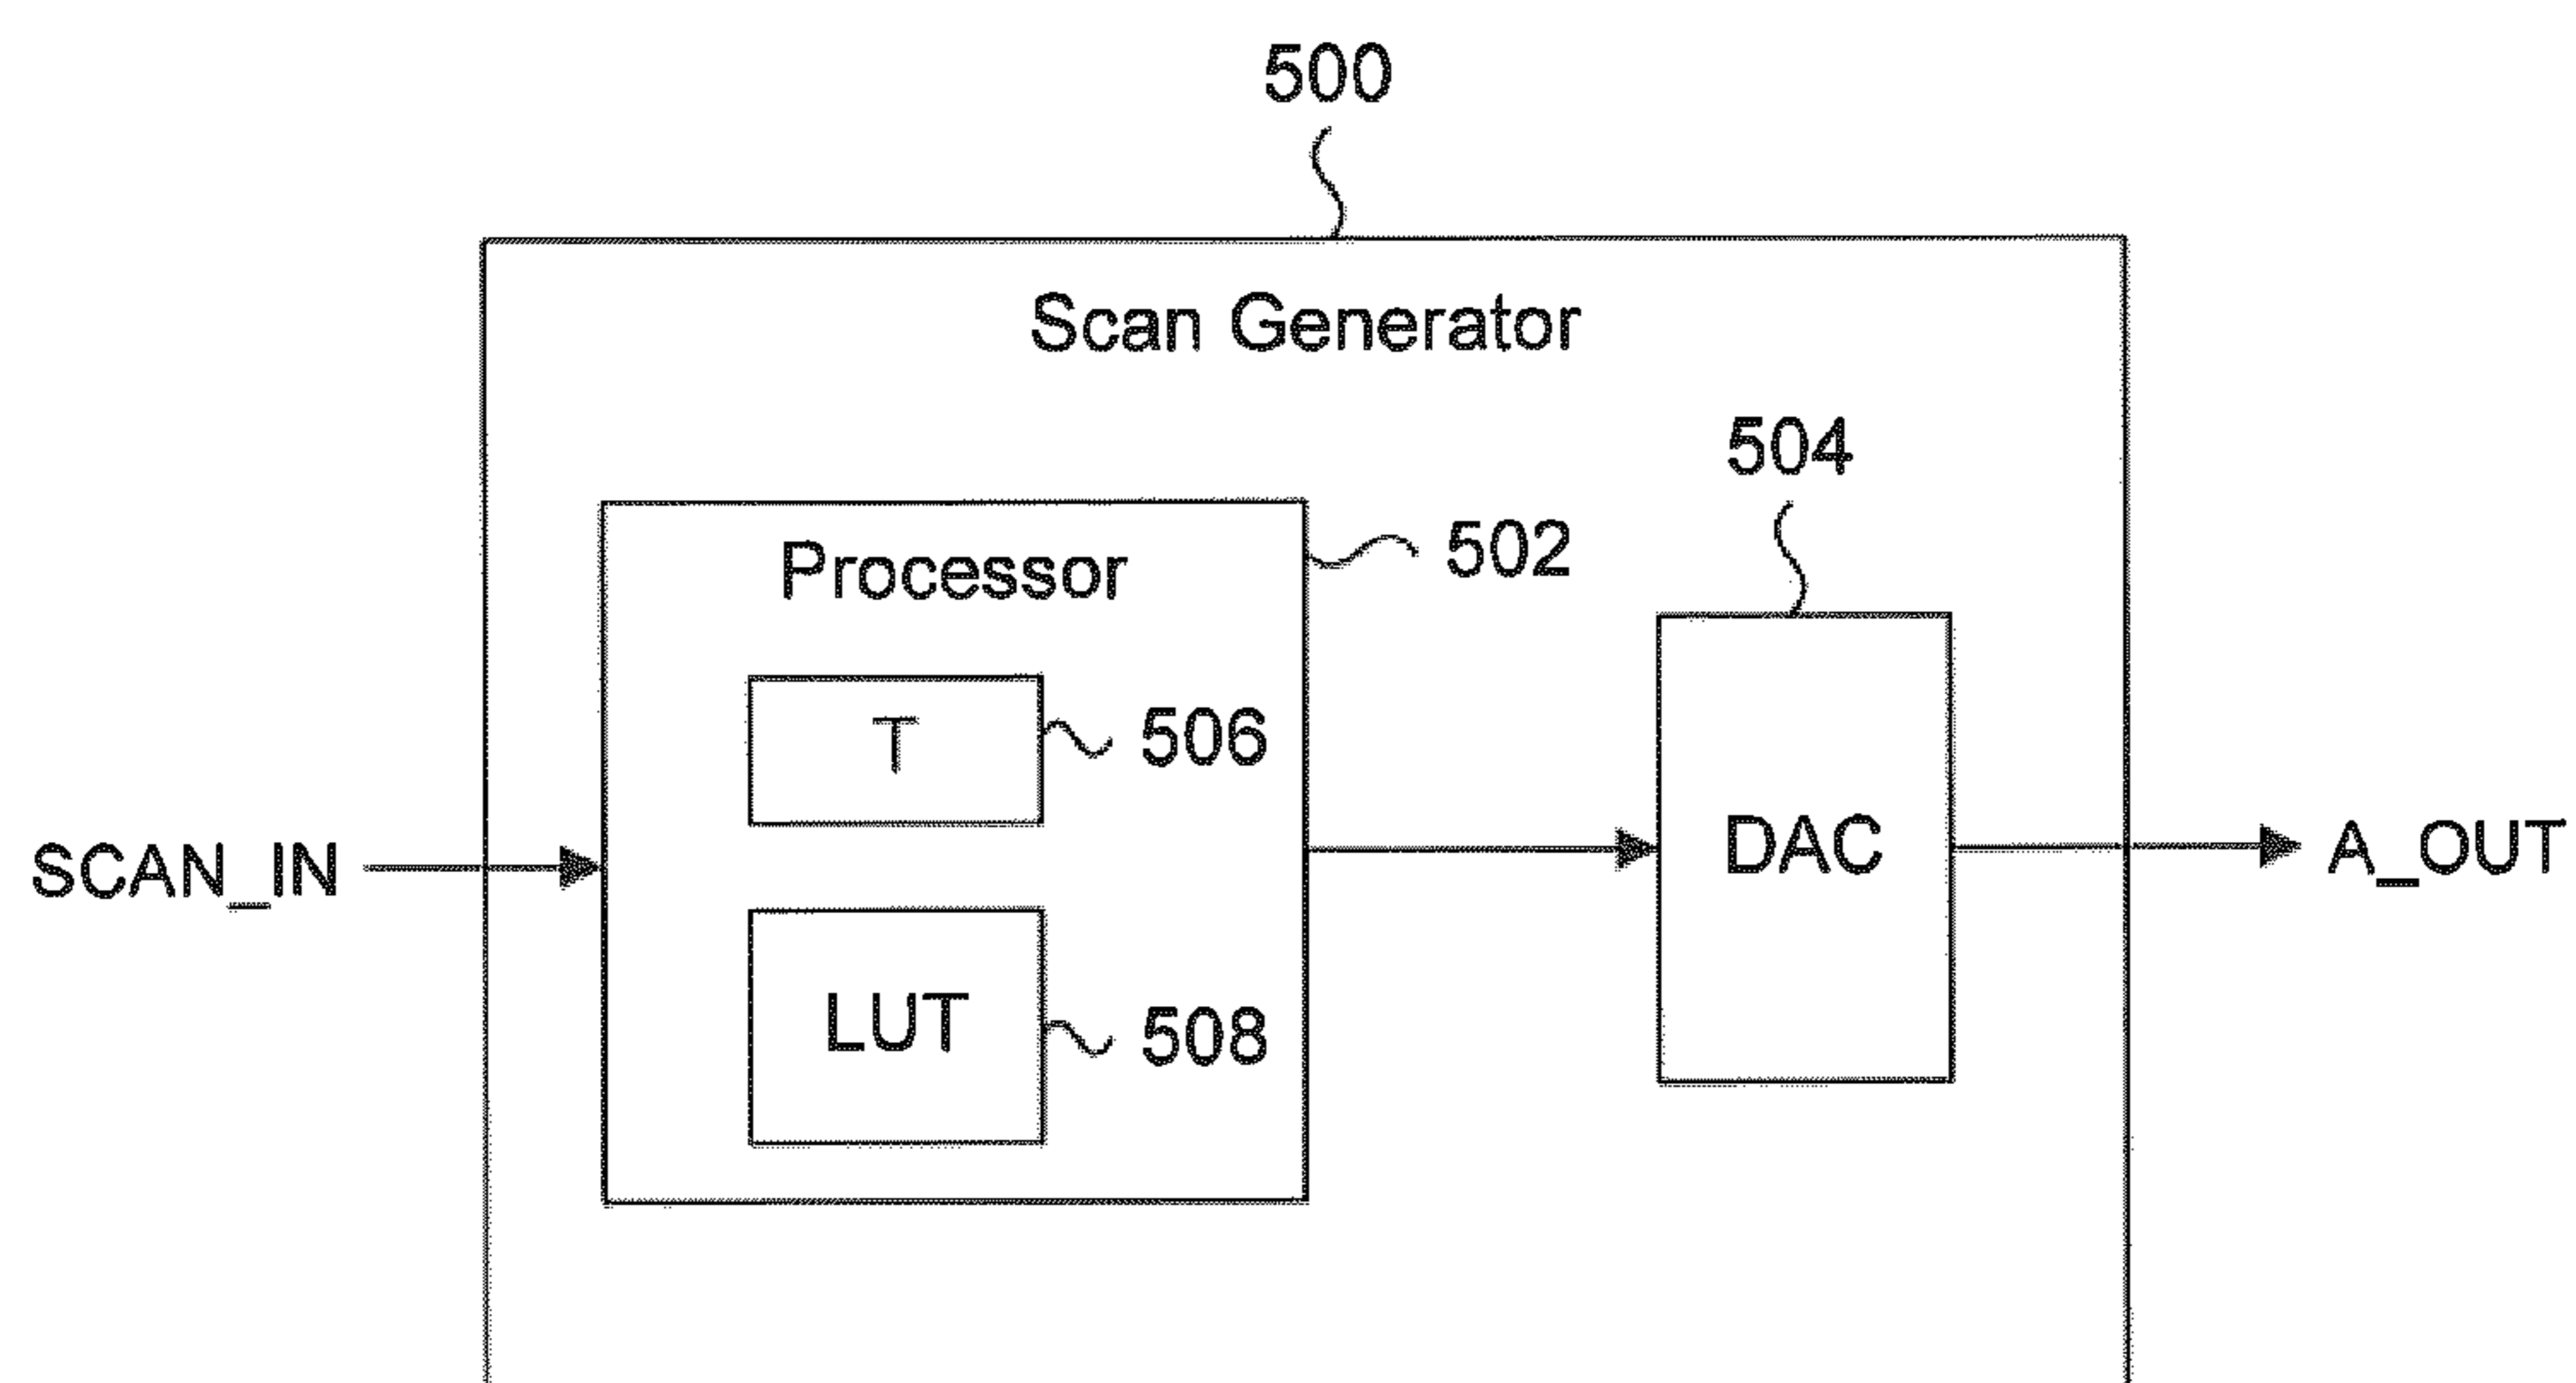 500
Scan Generator
504
502
Processor
T
506
SCAN_IN
DAC
A_OUT
LUT
508